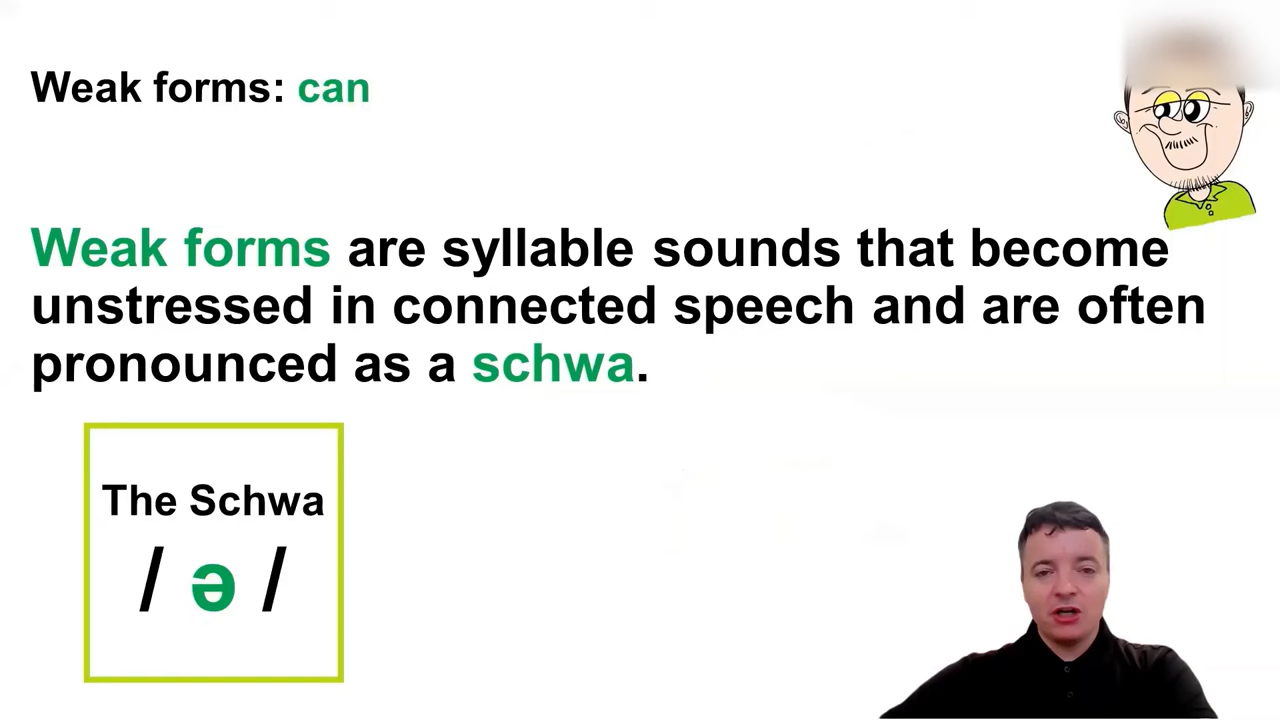 Weak forms: can
Weak forms are syllable sounds that become
unstressed in connected speech and are often
pronounced as a schwa.
The Schwa
/ ə /